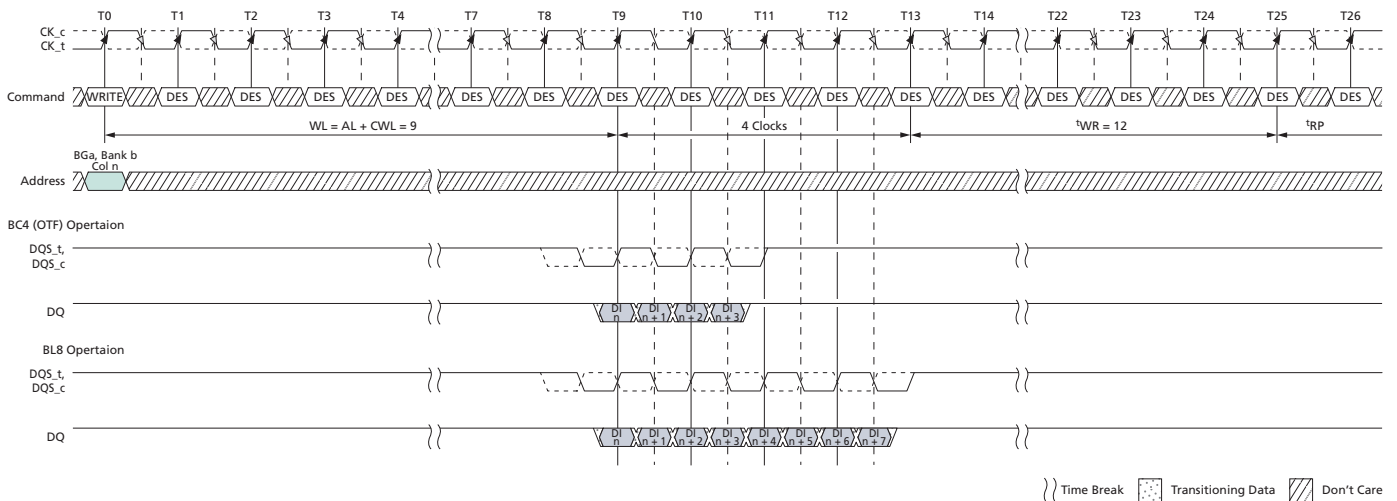 T0 T1 T2 T3 T4 T7 T8 T9 T10 T11 T12 T13 T14 T22 T23 T24 T25 T26
CK_c
CK_t
Command WRITE DES DES DES DES DES DES DES DES DES DES DES DES DES DES DES DES DES
WL = AL + CWL = 9 4 Clocks tWR = 12 tRP
BGa, Bank b
Col n
Address
BC4 (OTF) Opertaion
DQS_t,
DQS_c
DQ DI n DI n + 1 DI n + 2 DI n + 3
BL8 Opertaion
DQS_t,
DQS_c
DQ DI n DI n + 1 DI n + 2 DI n + 3 DI n + 4 DI n + 5 DI n + 6 DI n + 7
Time Break Transitioning Data Don't Care